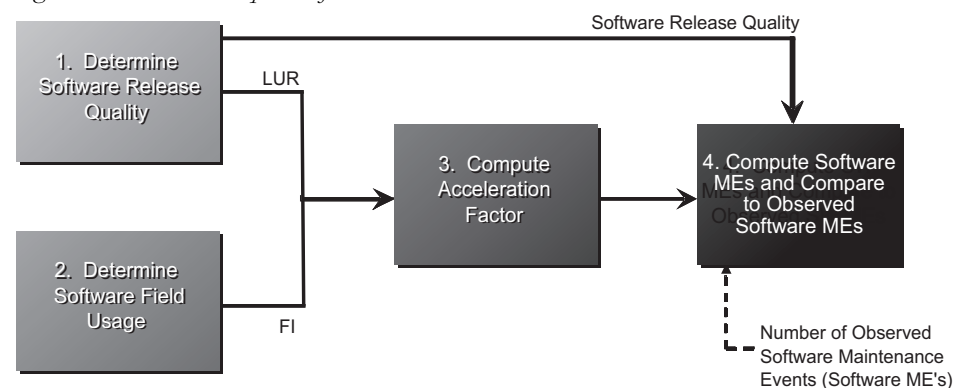 Software Release Quality
1. Determine
Software Release
Quality
LUR
3. Compute
Acceleration
Factor
4. Compute Software
MEs and Compare
to Observed
Software MEs
2. Determine
Software Field
Usage
FI
Number of Observed
Software Maintenance
Events (Software ME's)